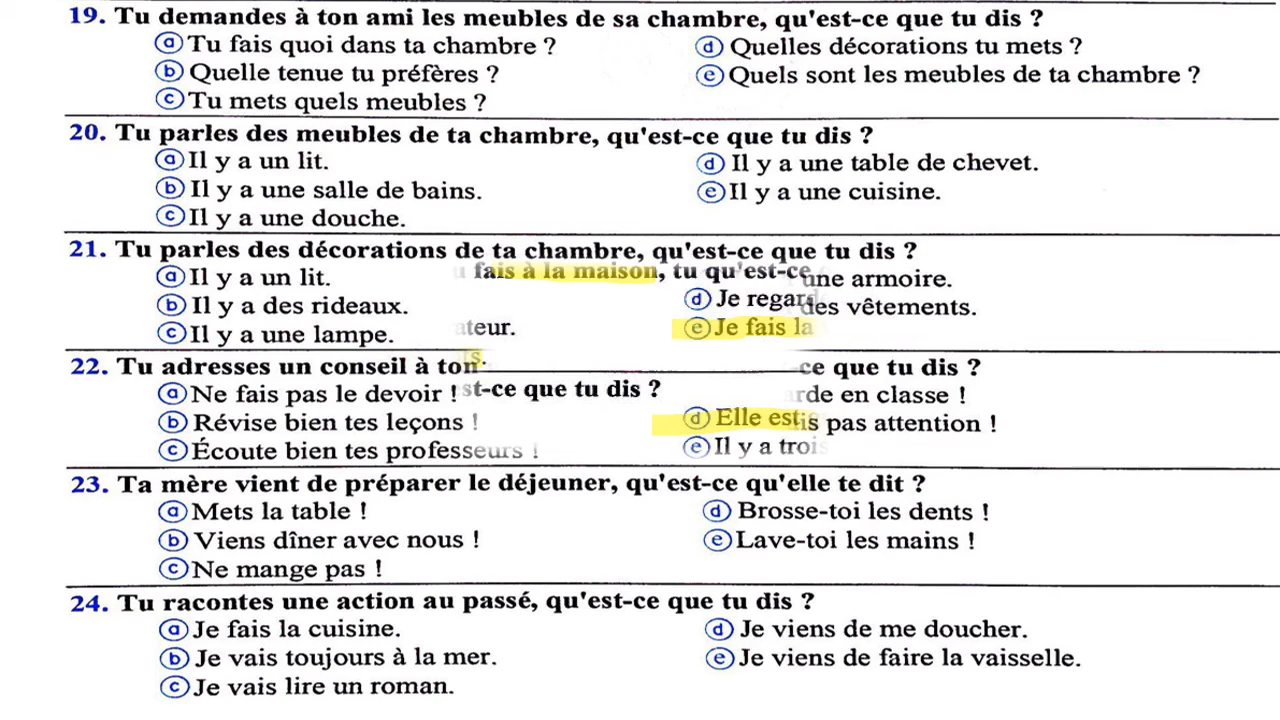 19. Tu demandes à ton ami les meubles de sa chambre, qu'est-ce que tu dis ?
ⓐ Tu fais quoi dans ta chambre ? ⓓ Quelles décorations tu mets ?
ⓑ Quelle tenue tu préfères ? ⓔ Quels sont les meubles de ta chambre ?
ⓒ Tu mets quels meubles ?
20. Tu parles des meubles de ta chambre, qu'est-ce que tu dis ?
ⓐ Il y a un lit. ⓓ Il y a une table de chevet.
ⓑ Il y a une salle de bains. ⓔ Il y a une cuisine.
ⓒ Il y a une douche.
21. Tu parles des décorations de ta chambre, qu'est-ce que tu dis ?
fais à la maison, tu qu'est-ce
ⓐ Il y a un lit. une armoire.
ⓓ Je regard
ⓑ Il y a des rideaux. des vêtements.
ateur. ⓔ Je fais la
ⓒ Il y a une lampe.
22. Tu adresses un conseil à ton ce que tu dis ?
ⓐ Ne fais pas le devoir ! st-ce que tu dis ? rde en classe !
ⓓ Elle est
ⓑ Révise bien tes leçons ! is pas attention !
ⓒ Écoute bien tes professeurs ! ⓔ Il y a trois
23. Ta mère vient de préparer le déjeuner, qu'est-ce qu'elle te dit ?
ⓐ Mets la table ! ⓓ Brosse-toi les dents !
ⓑ Viens dîner avec nous ! ⓔ Lave-toi les mains !
ⓒ Ne mange pas !
24. Tu racontes une action au passé, qu'est-ce que tu dis ?
ⓐ Je fais la cuisine. ⓓ Je viens de me doucher.
ⓑ Je vais toujours à la mer. ⓔ Je viens de faire la vaisselle.
ⓒ Je vais lire un roman.